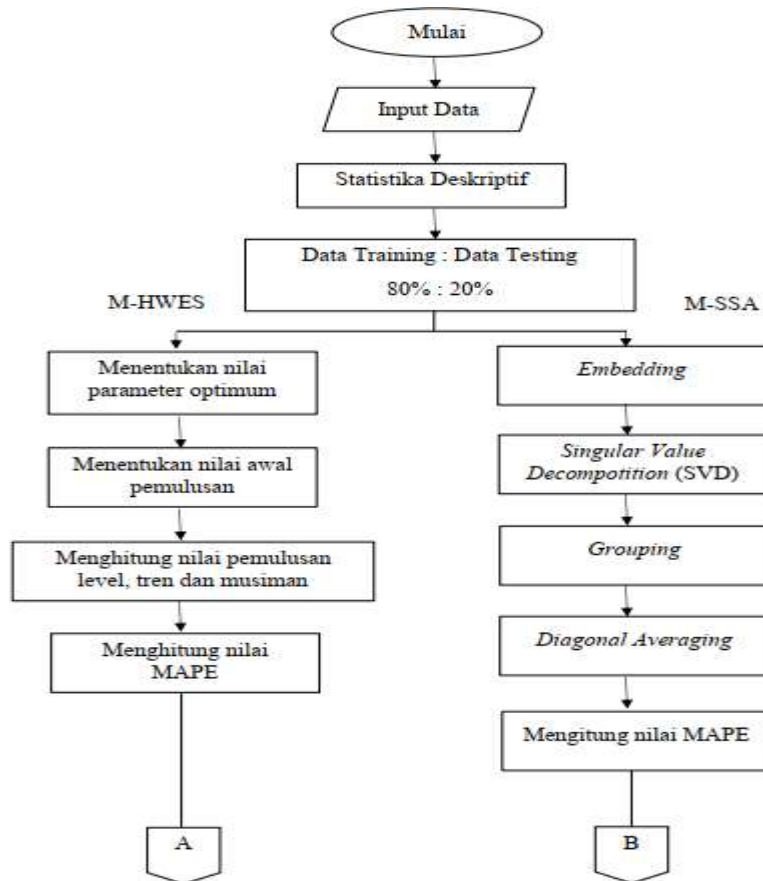 Mulai
Input Data
Statistika Deskriptif
Data Training : Data Testing
80% : 20%
M-HWES
M-SSA
Menentukan nilai
parameter optimum
Menentukan nilai awal
pemulusan
Menghitung nilai pemulusan
level, tren dan musiman
Menghitung nilai
MAPE
A
Embedding
Singular Value
Decompotition (SVD)
Grouping
Diagonal Averaging
Mengitung nilai MAPE
B